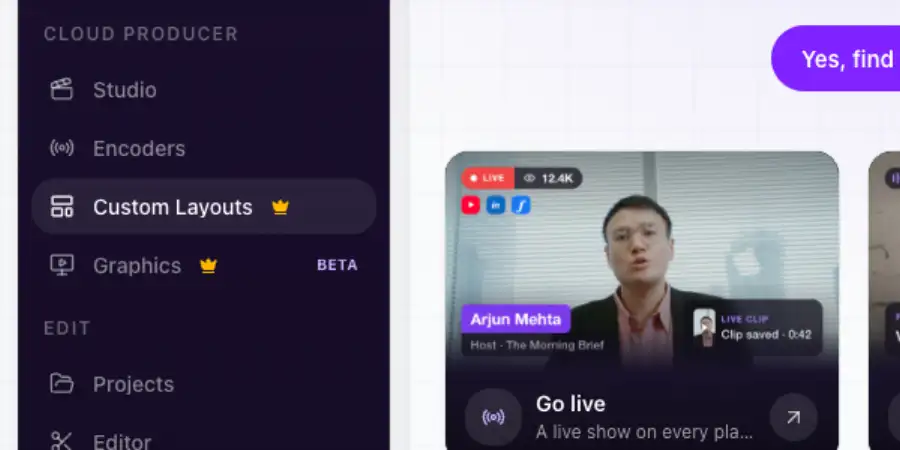 CLOUD PRODUCER
Studio
Encoders
Custom Layouts
Graphics BETA
EDIT
Projects
Editor
Yes, find
LIVE 12.4K
in f
Arjun Mehta
Host - The Morning Brief
LIVE CLIP
Clip saved - 0:42
Go live
A live show on every pla...